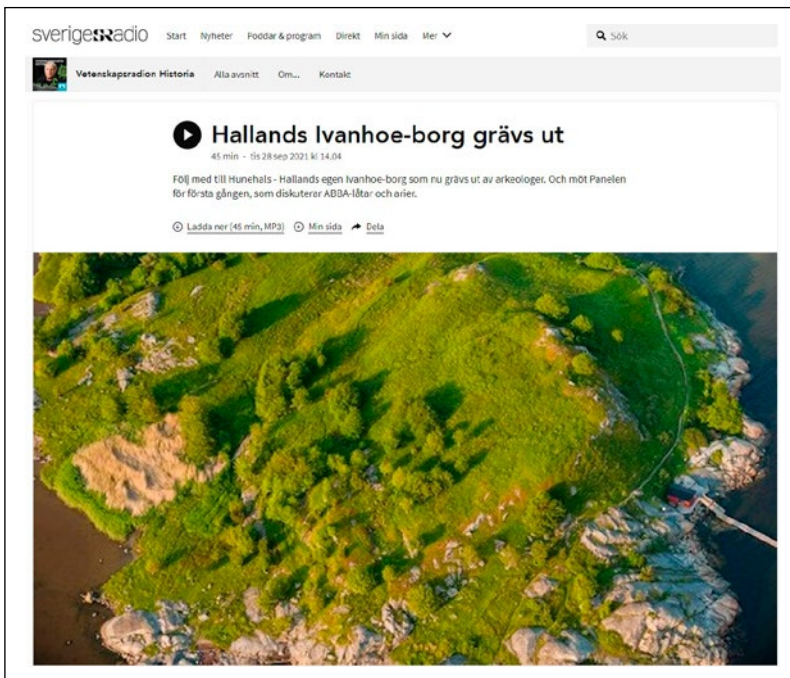 sverigesradio Start Nyheter Poddar & program Direkt Min sida Mer Sök
Vetenskapsradion Historia Alla avsnitt Om... Kontakt
Hallands Ivanhoe-borg grävs ut
45 min - tis 28 sep 2021 kl 14.04
Följ med till Hunehals - Hallands egen Ivanhoe-borg som nu grävs ut av arkeologer. Och möt Panelen
för första gången, som diskuterar ABBA-låtar och arier.
Ladda ner (45 min, MP3) Min sida Dela